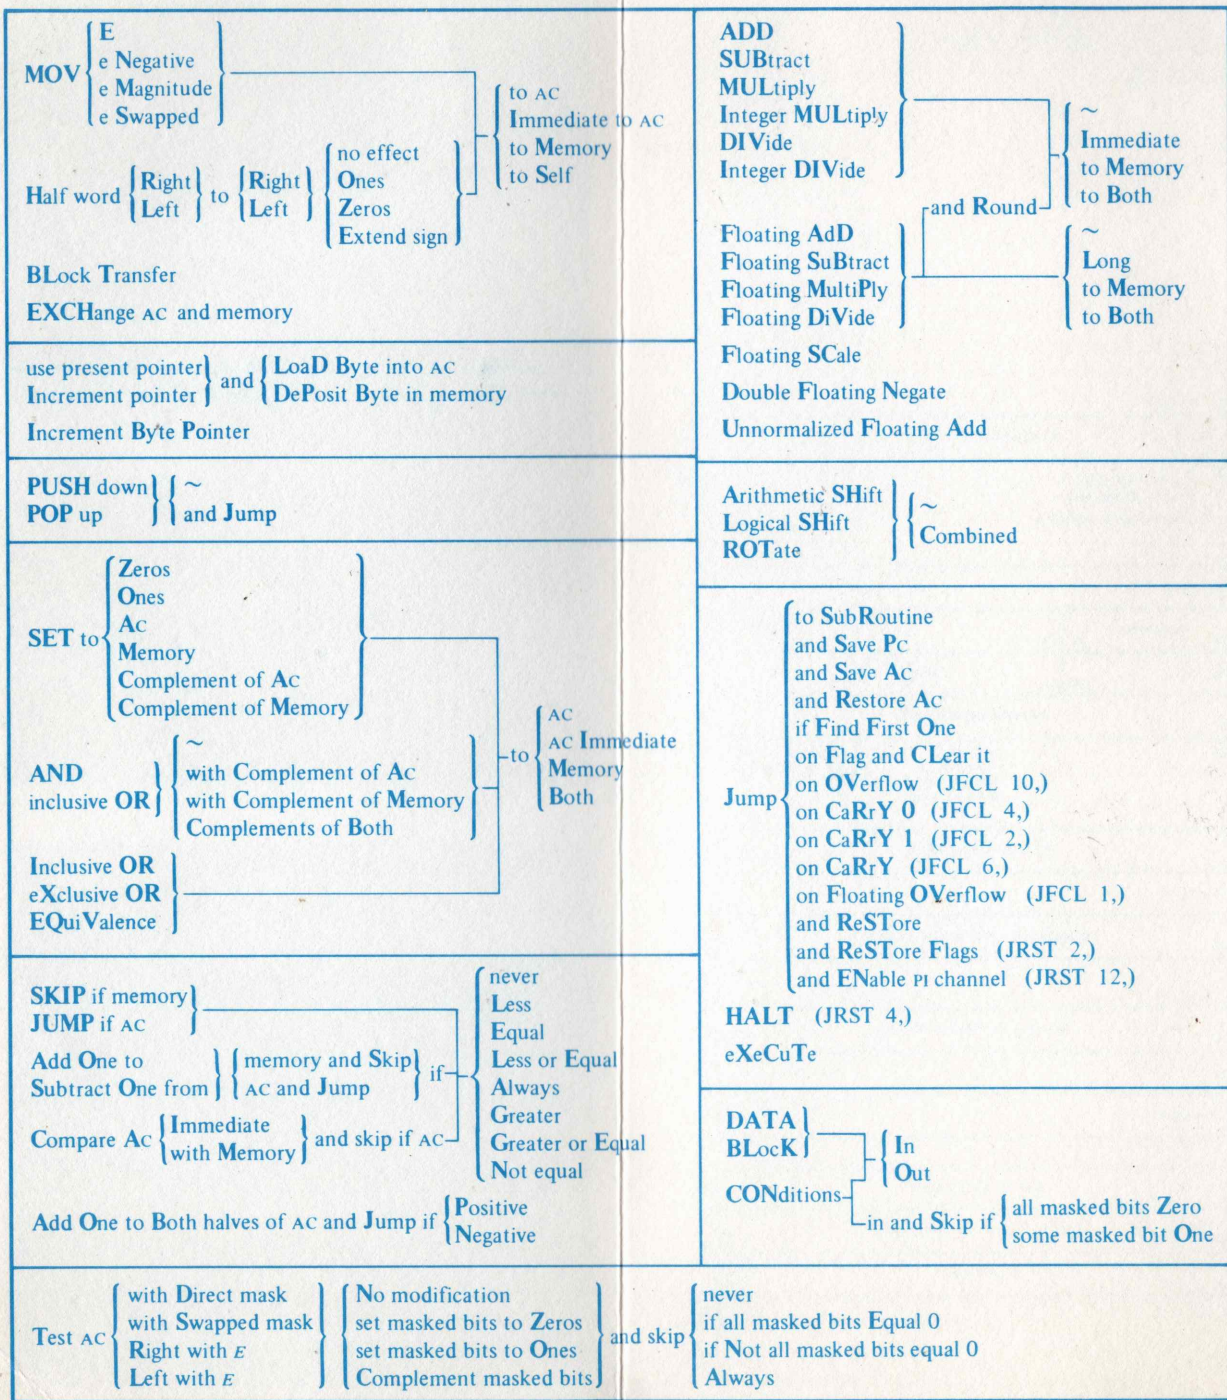 MOV
E
e Negative
e Magnitude
e Swapped
Half word
Right
Left
to
Right
Left
no effect
Ones
Zeros
Extend sign
to AC
Immediate to AC
to Memory
to Self
BLock Transfer
EXCHange AC and memory
use present pointer
Increment pointer
and
LoaD Byte into AC
DePosit Byte in memory
Increment Byte Pointer
PUSH down
POP up
~
and Jump
SET to
Zeros
Ones
Ac
Memory
Complement of Ac
Complement of Memory
AND
inclusive OR
~
with Complement of Ac
with Complement of Memory
Complements of Both
Inclusive OR
eXclusive OR
EQuiValence
to
AC
AC Immediate
Memory
Both
SKIP if memory
JUMP if AC
Add One to
Subtract One from
memory and Skip
AC and Jump
if
Compare Ac
Immediate
with Memory
and skip if AC
never
Less
Equal
Less or Equal
Always
Greater
Greater or Equal
Not equal
Add One to Both halves of AC and Jump if
Positive
Negative
ADD
SUBtract
MULtiply
Integer MULtiply
DIVide
Integer DIVide
~
Immediate
to Memory
to Both
and Round
Floating AdD
Floating SuBtract
Floating MultiPly
Floating DiVide
~
Long
to Memory
to Both
Floating SCale
Double Floating Negate
Unnormalized Floating Add
Arithmetic SHift
Logical SHift
ROTate
~
Combined
Jump
to SubRoutine
and Save Pc
and Save Ac
and Restore Ac
if Find First One
on Flag and CLear it
on OVerflow (JFCL 10,)
on CaRrY 0 (JFCL 4,)
on CaRrY 1 (JFCL 2,)
on CaRrY (JFCL 6,)
on Floating OVerflow (JFCL 1,)
and ReSTore
and ReSTore Flags (JRST 2,)
and ENable PI channel (JRST 12,)
HALT (JRST 4,)
eXeCuTe
DATA
BLocK
CONditions
In
Out
in and Skip if
all masked bits Zero
some masked bit One
Test AC
with Direct mask
with Swapped mask
Right with E
Left with E
No modification
set masked bits to Zeros
set masked bits to Ones
Complement masked bits
and skip
never
if all masked bits Equal 0
if Not all masked bits equal 0
Always